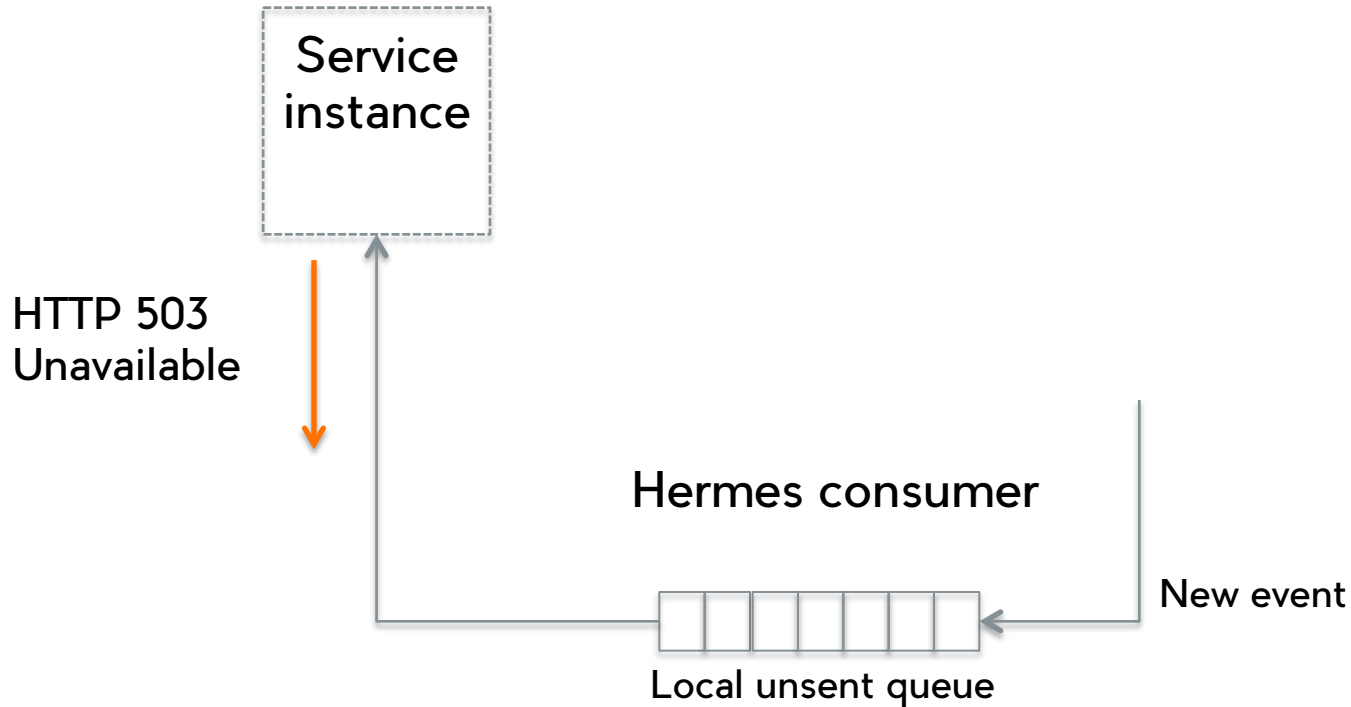 Service
instance
HTTP 503
Unavailable
Hermes consumer
New event
Local unsent queue